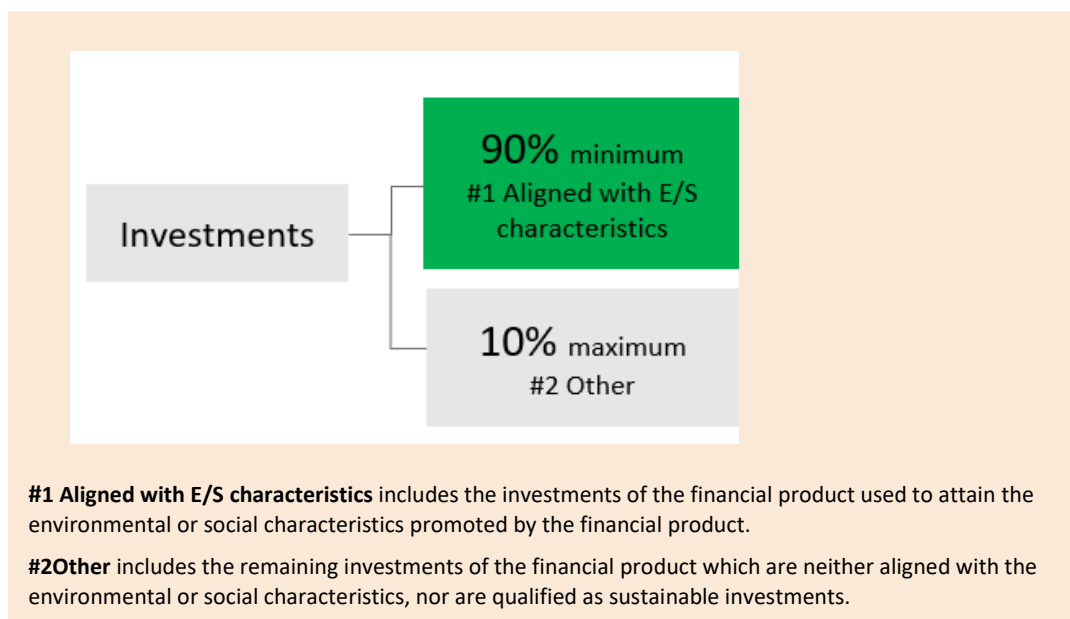 Investments
90% minimum
#1 Aligned with E/S
characteristics
10% maximum
#2 Other
#1 Aligned with E/S characteristics includes the investments of the financial product used to attain the
environmental or social characteristics promoted by the financial product.
#2Other includes the remaining investments of the financial product which are neither aligned with the
environmental or social characteristics, nor are qualified as sustainable investments.